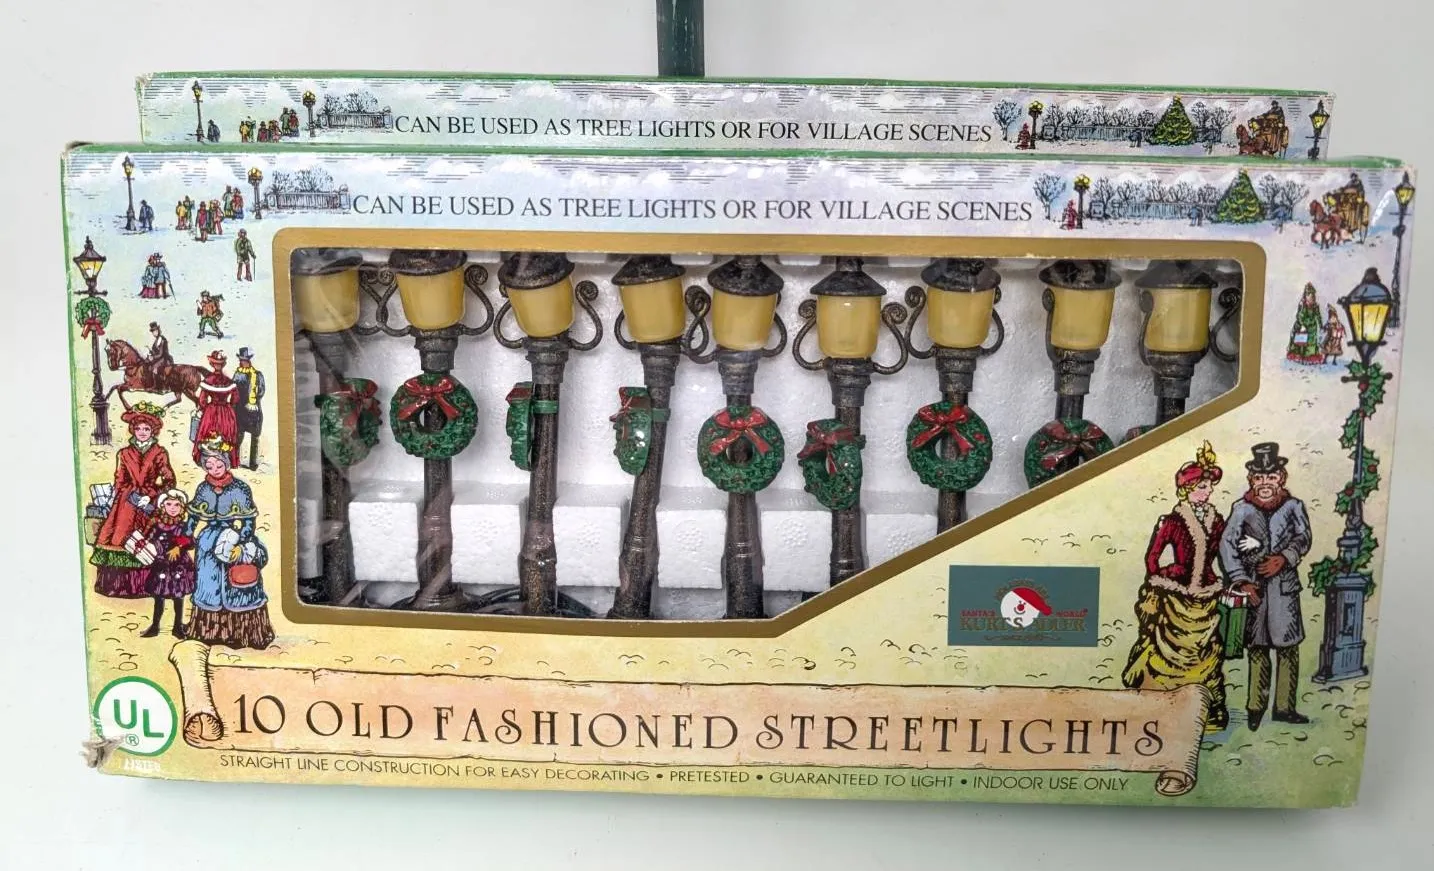 CAN BE USED AS TREE LIGHTS OR FOR VILLAGE SCENES
CAN BE USED AS TREE LIGHTS OR FOR VILLAGE SCENES
SANTA'S WORLD
KURT S. ADLER
UL
®
LISTED
10 OLD FASHIONED STREETLIGHTS
STRAIGHT LINE CONSTRUCTION FOR EASY DECORATING • PRETESTED • GUARANTEED TO LIGHT • INDOOR USE ONLY